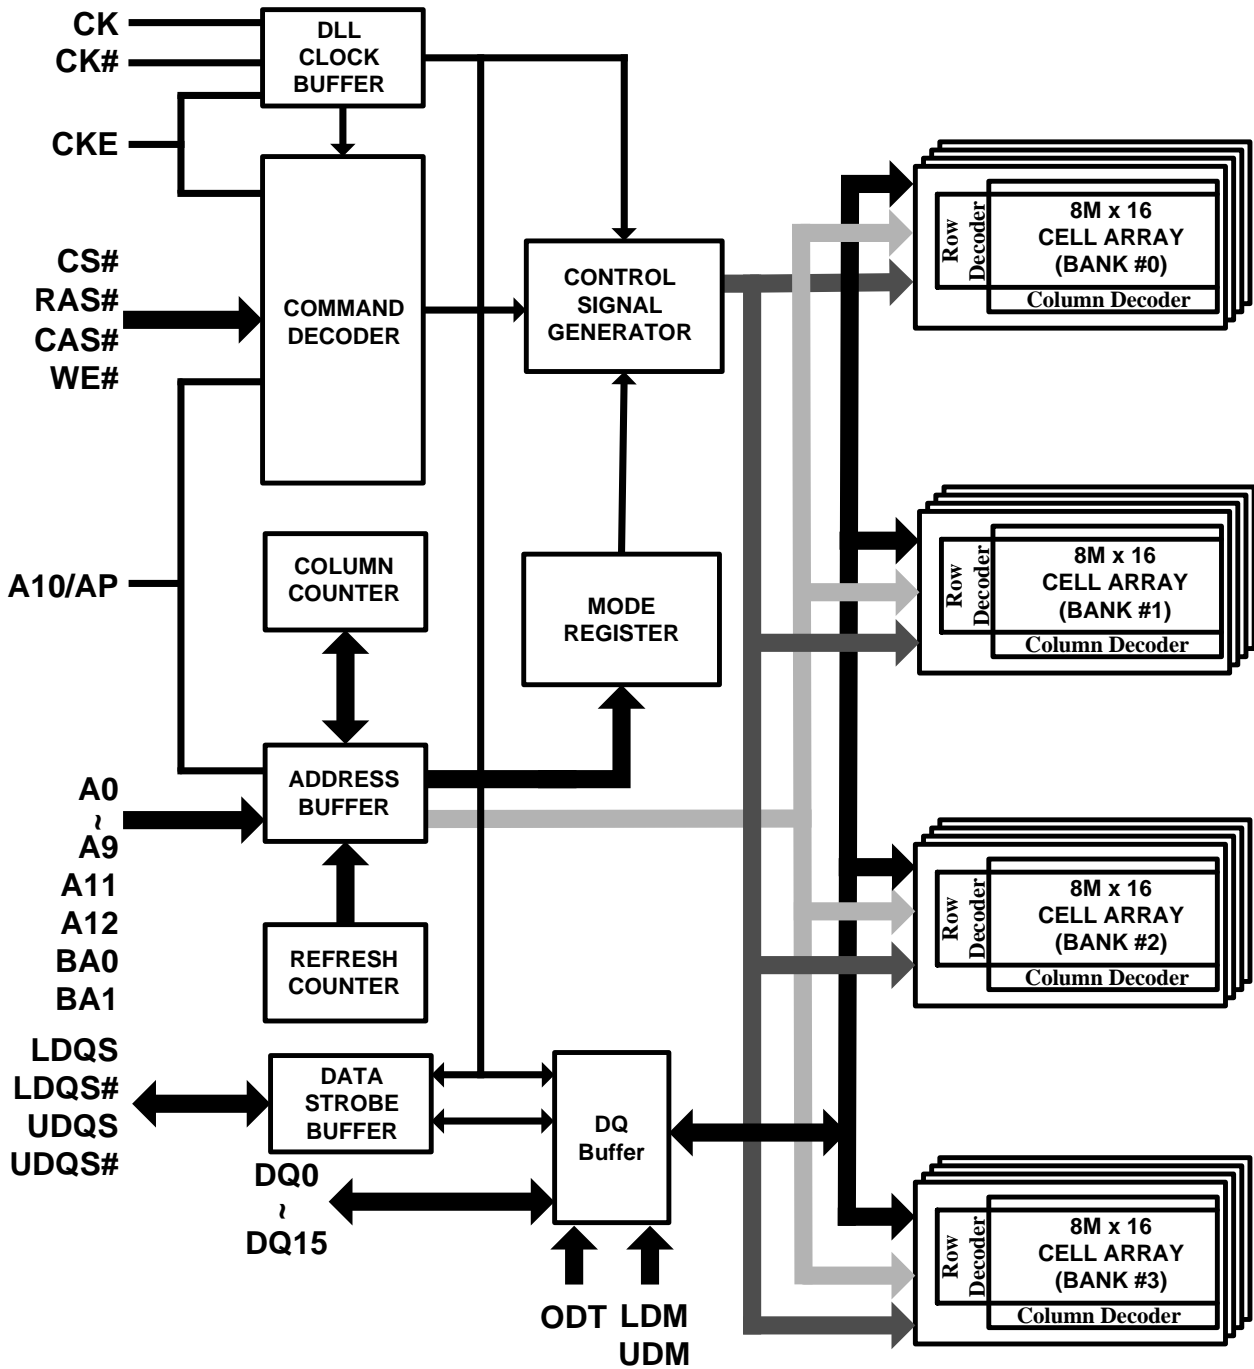 CK
CK#
CKE
CS#
RAS#
CAS#
WE#
A10/AP
A0
~
A9
A11
A12
BA0
BA1
LDQS
LDQS#
UDQS
UDQS#
DQ0
~
DQ15
DLL
CLOCK
BUFFER
COMMAND
DECODER
COLUMN
COUNTER
ADDRESS
BUFFER
REFRESH
COUNTER
DATA
STROBE
BUFFER
CONTROL
SIGNAL
GENERATOR
MODE
REGISTER
DQ
Buffer
ODT
LDM
UDM
Row
Decoder
8M x 16
CELL ARRAY
(BANK #0)
Column Decoder
Row
Decoder
8M x 16
CELL ARRAY
(BANK #1)
Column Decoder
Row
Decoder
8M x 16
CELL ARRAY
(BANK #2)
Column Decoder
Row
Decoder
8M x 16
CELL ARRAY
(BANK #3)
Column Decoder